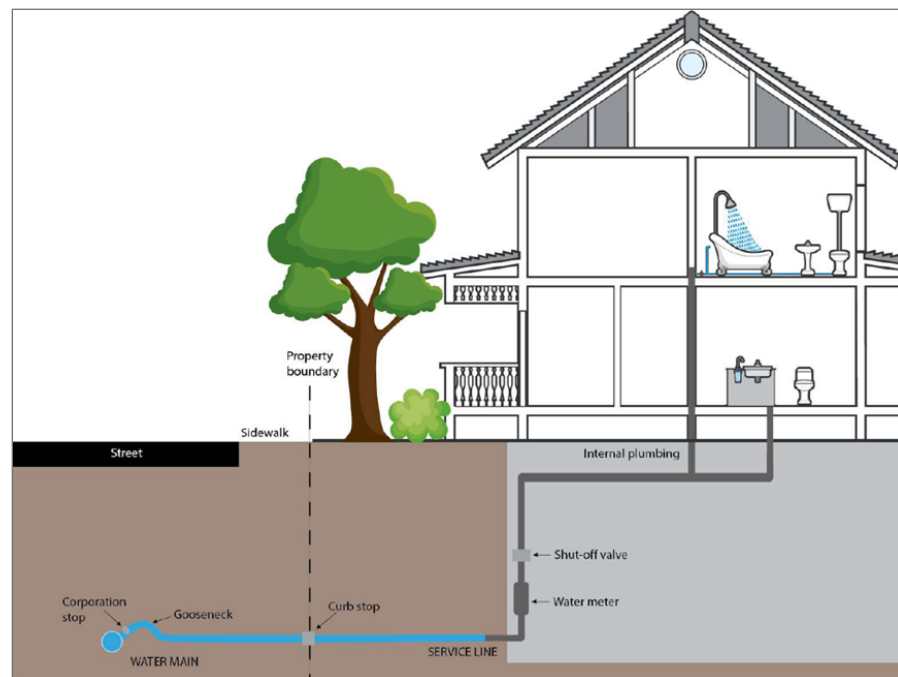 Property
boundary
Sidewalk
Street
Internal plumbing
Shut-off valve
Corporation
stop
Gooseneck
Curb stop
Water meter
WATER MAIN
SERVICE LINE